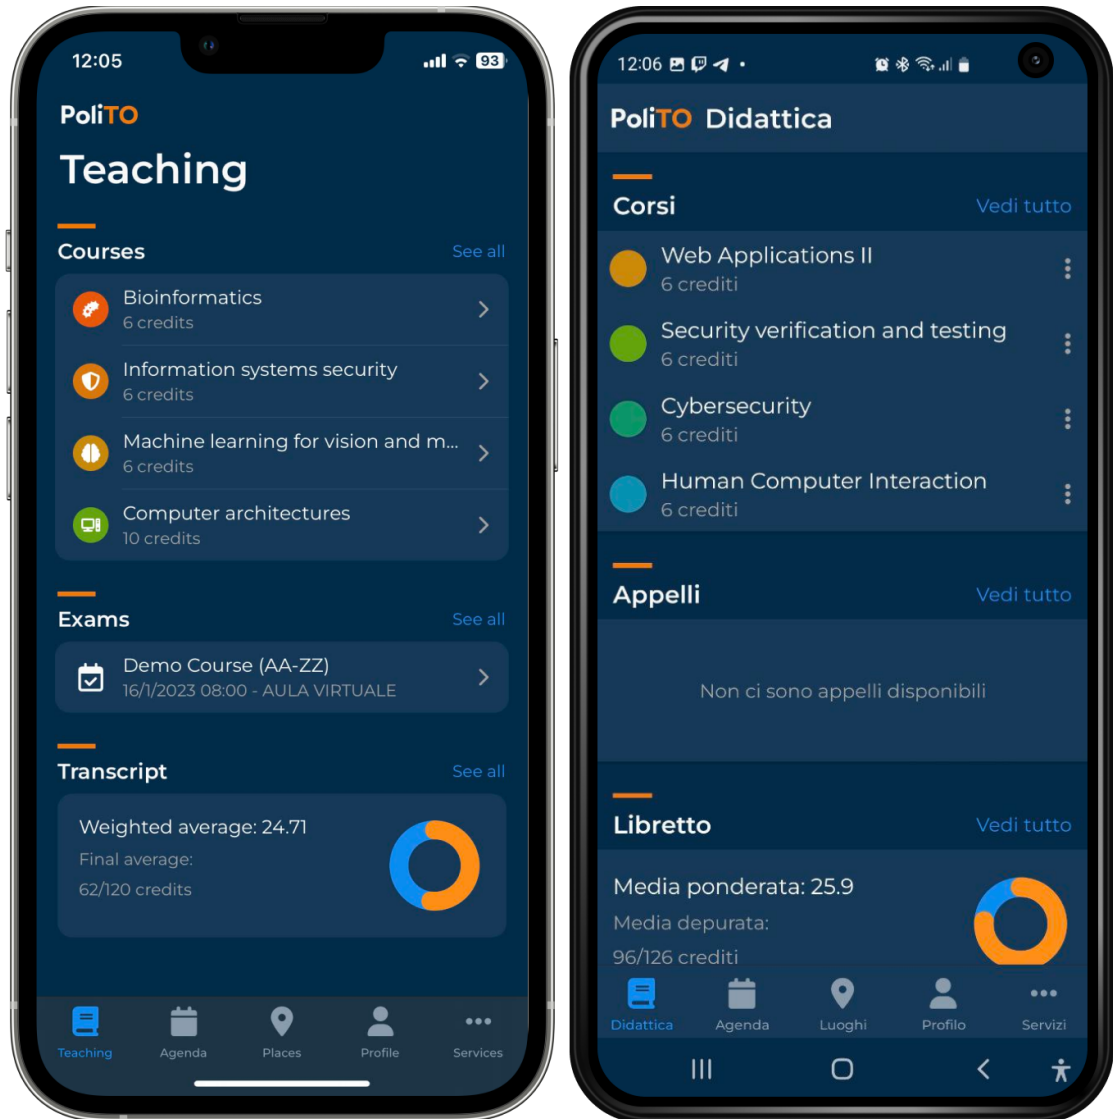 12:05
93
PoliTO
Teaching
Courses
See all
Bioinformatics
6 credits
Information systems security
6 credits
Machine learning for vision and m...
6 credits
Computer architectures
10 credits
Exams
See all
Demo Course (AA-ZZ)
16/1/2023 08:00 - AULA VIRTUALE
Transcript
See all
Weighted average: 24.71
Final average:
62/120 credits
Teaching
Agenda
Places
Profile
Services
12:06
PoliTO Didattica
Corsi
Vedi tutto
Web Applications II
6 crediti
Security verification and testing
6 crediti
Cybersecurity
6 crediti
Human Computer Interaction
6 crediti
Appelli
Vedi tutto
Non ci sono appelli disponibili
Libretto
Vedi tutto
Media ponderata: 25.9
Media depurata:
96/126 crediti
Didattica
Agenda
Luoghi
Profilo
Servizi